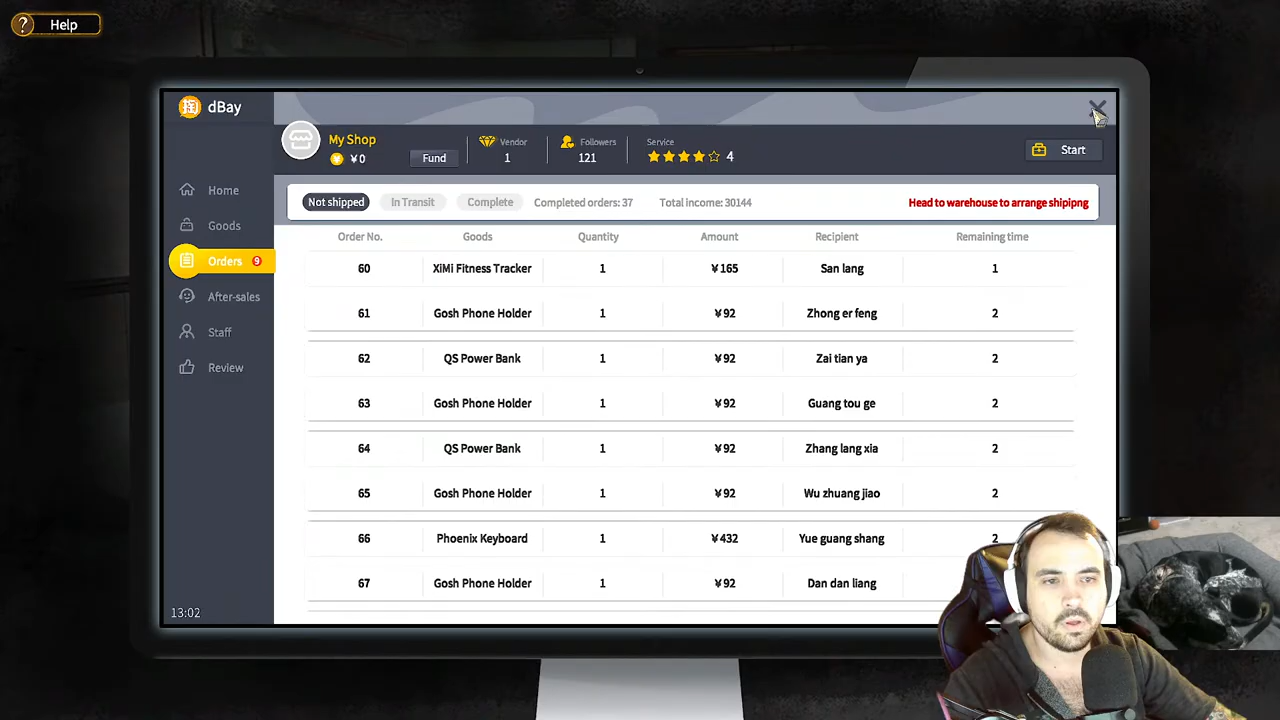 ? Help
掏 dBay
My Shop
¥0
Fund
Vendor
1
Followers
121
Service
4
Start
Home
Goods
Orders 9
After-sales
Staff
Review
13:02
Not shipped In Transit Complete Completed orders: 37 Total income: 30144 Head to warehouse to arrange shipipng
Order No. Goods Quantity Amount Recipient Remaining time
60 XiMi Fitness Tracker 1 ¥165 San lang 1
61 Gosh Phone Holder 1 ¥92 Zhong er feng 2
62 QS Power Bank 1 ¥92 Zai tian ya 2
63 Gosh Phone Holder 1 ¥92 Guang tou ge 2
64 QS Power Bank 1 ¥92 Zhang lang xia 2
65 Gosh Phone Holder 1 ¥92 Wu zhuang jiao 2
66 Phoenix Keyboard 1 ¥432 Yue guang shang 2
67 Gosh Phone Holder 1 ¥92 Dan dan liang